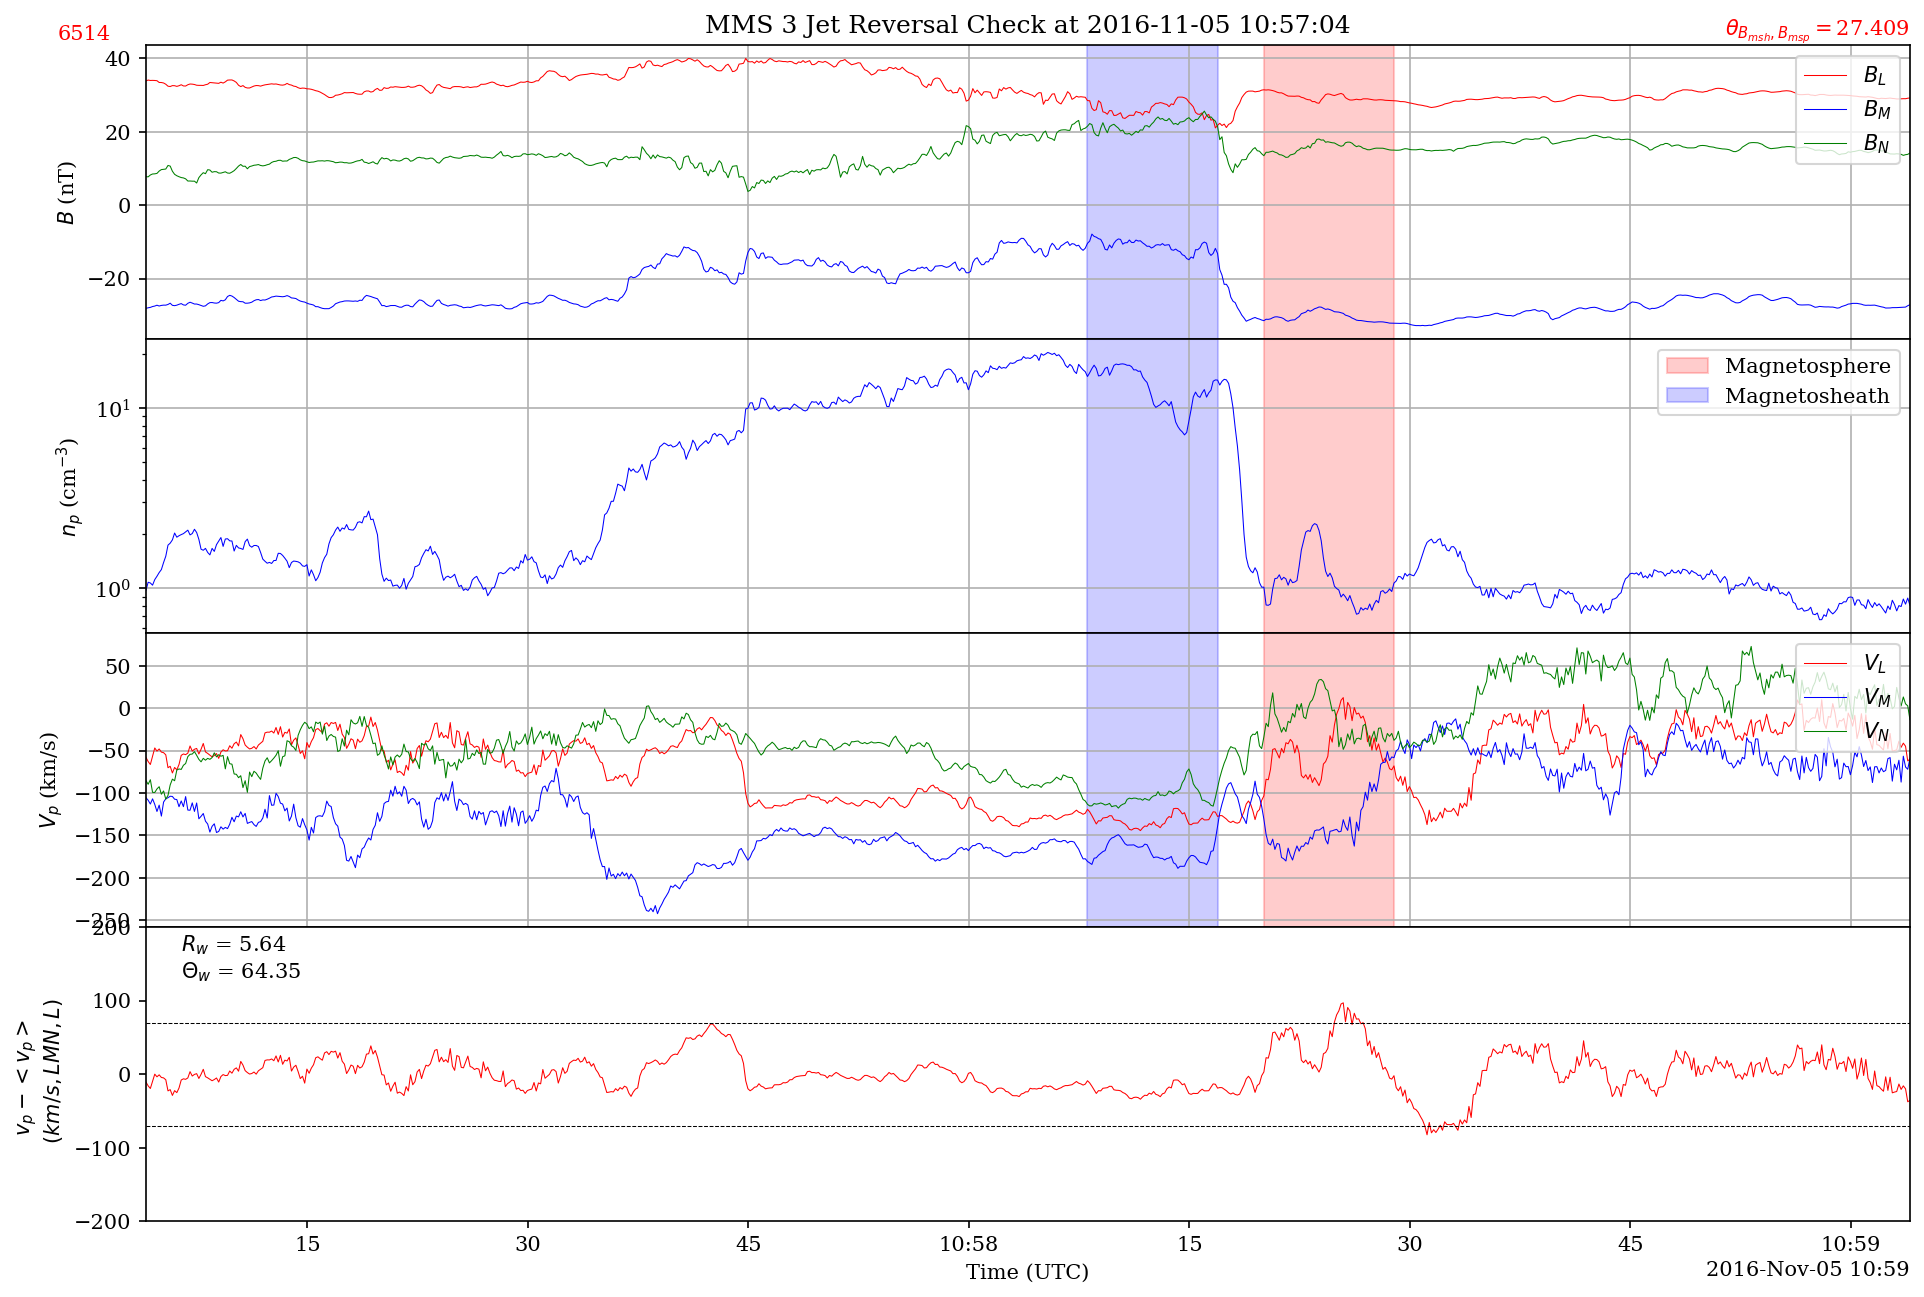 MMS 3 Jet Reversal Check at 2016-11-05 10:57:04
6514
θ_{B_{msh}, B_{msp}} = 27.409
40
20
0
−20
B (nT)
B_L
B_M
B_N
10^1
10^0
n_p (cm^{−3})
Magnetosphere
Magnetosheath
50
0
−50
−100
−150
−200
−250
V_p (km/s)
V_L
V_M
V_N
200
100
0
−100
−200
v_p − < v_p >
(km/s, LMN, L)
R_w = 5.64
Θ_w = 64.35
15 30 45 10:58 15 30 45 10:59
Time (UTC)
2016-Nov-05 10:59